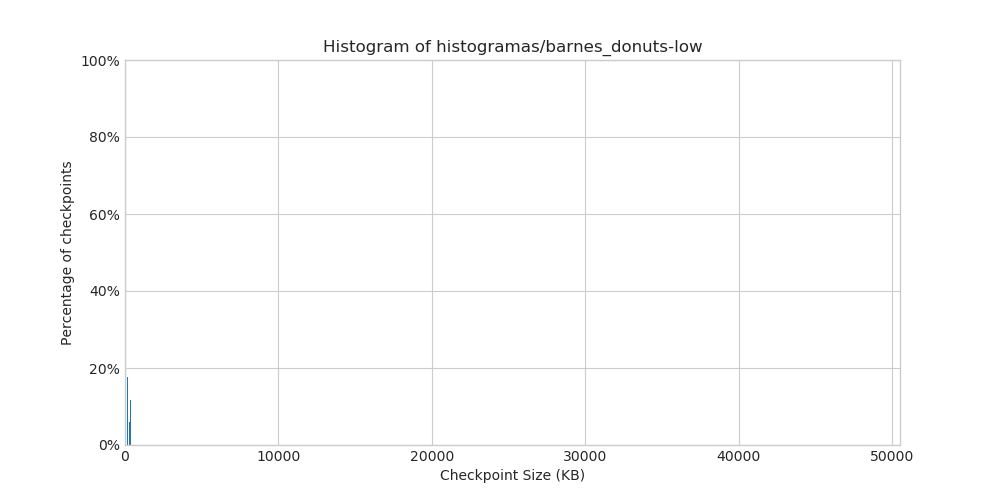 Histogram of histogramas/barnes_donuts-low
100%
80%
60%
40%
20%
0%
Percentage of checkpoints
0 10000 20000 30000 40000 50000
Checkpoint Size (KB)